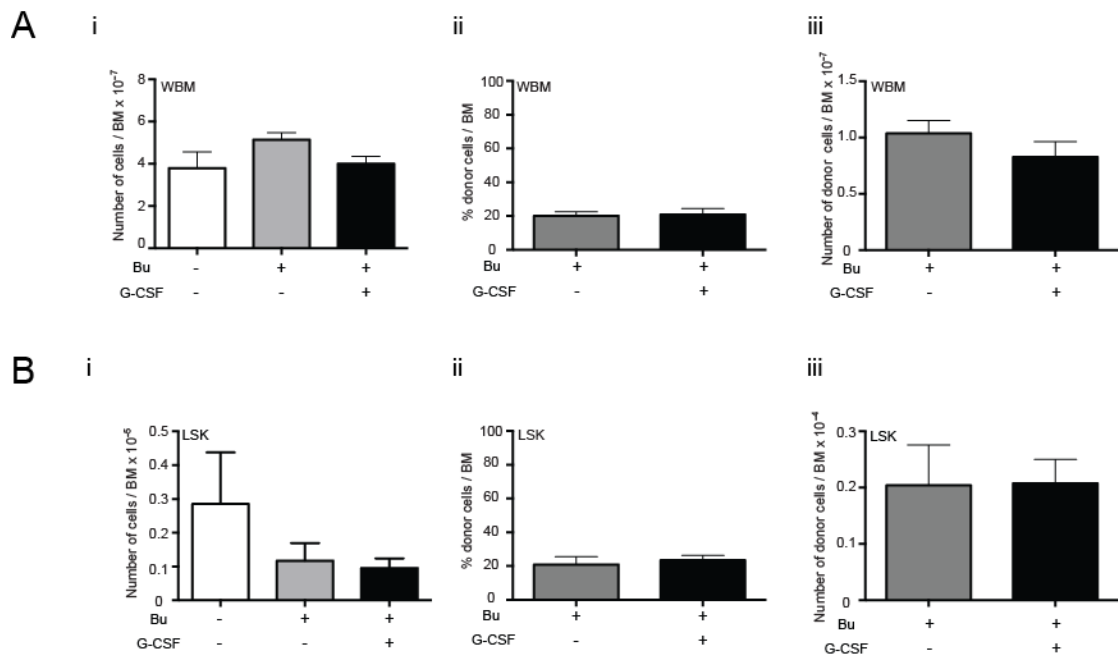 A
i
ii
iii
Number of cells / BM x 10⁻⁷
8
6
4
2
0
WBM
Bu - + +
G-CSF - - +
% donor cells / BM
100
80
60
40
20
0
WBM
Bu + +
G-CSF - +
Number of donor cells / BM x 10⁻⁷
1.5
1.0
0.5
0
WBM
Bu + +
G-CSF - +
B
i
ii
iii
Number of cells / BM x 10⁻⁵
0.5
0.4
0.3
0.2
0.1
0
LSK
Bu - + +
G-CSF - - +
% donor cells / BM
100
80
60
40
20
0
LSK
Bu + +
G-CSF - +
Number of donor cells / BM x 10⁻⁴
0.3
0.2
0.1
0
LSK
Bu + +
G-CSF - +